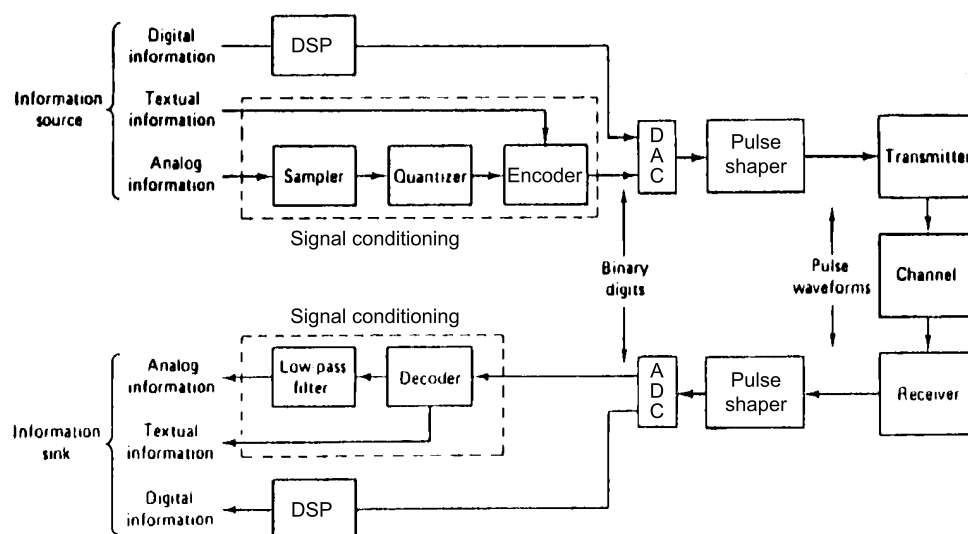 Digital
information
DSP
Information
source
Textual
information
Analog
information
Sampler
Quantizer
Encoder
Signal conditioning
D
A
C
Pulse
shaper
Transmitter
Binary
digits
Pulse
waveforms
Channel
Signal conditioning
Analog
information
Low pass
filter
Decoder
A
D
C
Pulse
shaper
Receiver
Information
sink
Textual
information
Digital
information
DSP